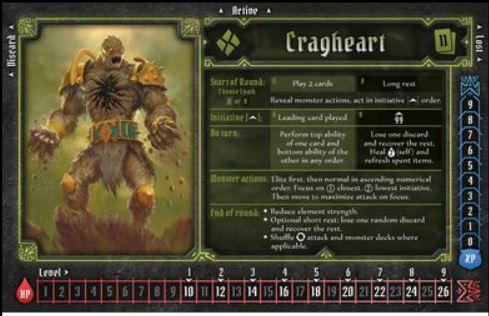 Active
Discard
Lost
Cragheart
11
Start of Round:
Choose 1 path
Play 2 cards
Long rest
Reveal monster actions, act in initiative order.
Initiative
Leading card played
99
On turn:
Perform top ability
of one card and
bottom ability of the
other in any order.
Lose one discard
and recover the rest,
Heal 2 (self) and
refresh spent items.
Monster actions: Elite first, then normal in ascending numerical
order. Focus on ① closest, ② lowest initiative.
Then move to maximize attack on focus.
End of round: • Reduce element strength.
• Optional short rest: lose one random discard
and recover the rest.
• Shuffle attack and monster decks where
applicable.
9
8
7
6
5
4
3
2
1
0
XP
Level 1 2 3 4 5 6 7 8 9
HP 1 2 3 4 5 6 7 8 9 10 11 12 13 14 15 16 17 18 19 20 21 22 23 24 25 26